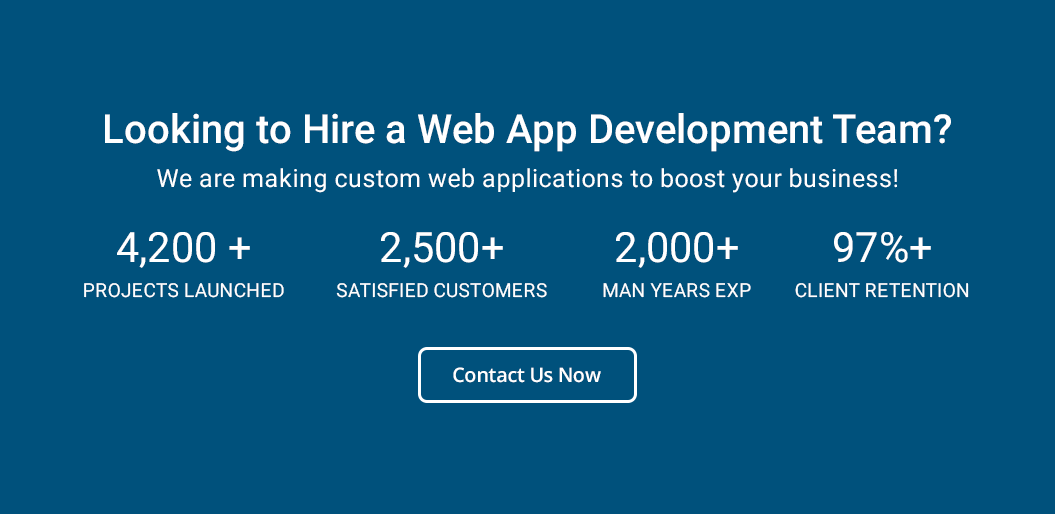 Looking to Hire a Web App Development Team?
We are making custom web applications to boost your business!
4,200 + 2,500+ 2,000+ 97%+
PROJECTS LAUNCHED SATISFIED CUSTOMERS MAN YEARS EXP CLIENT RETENTION
Contact Us Now